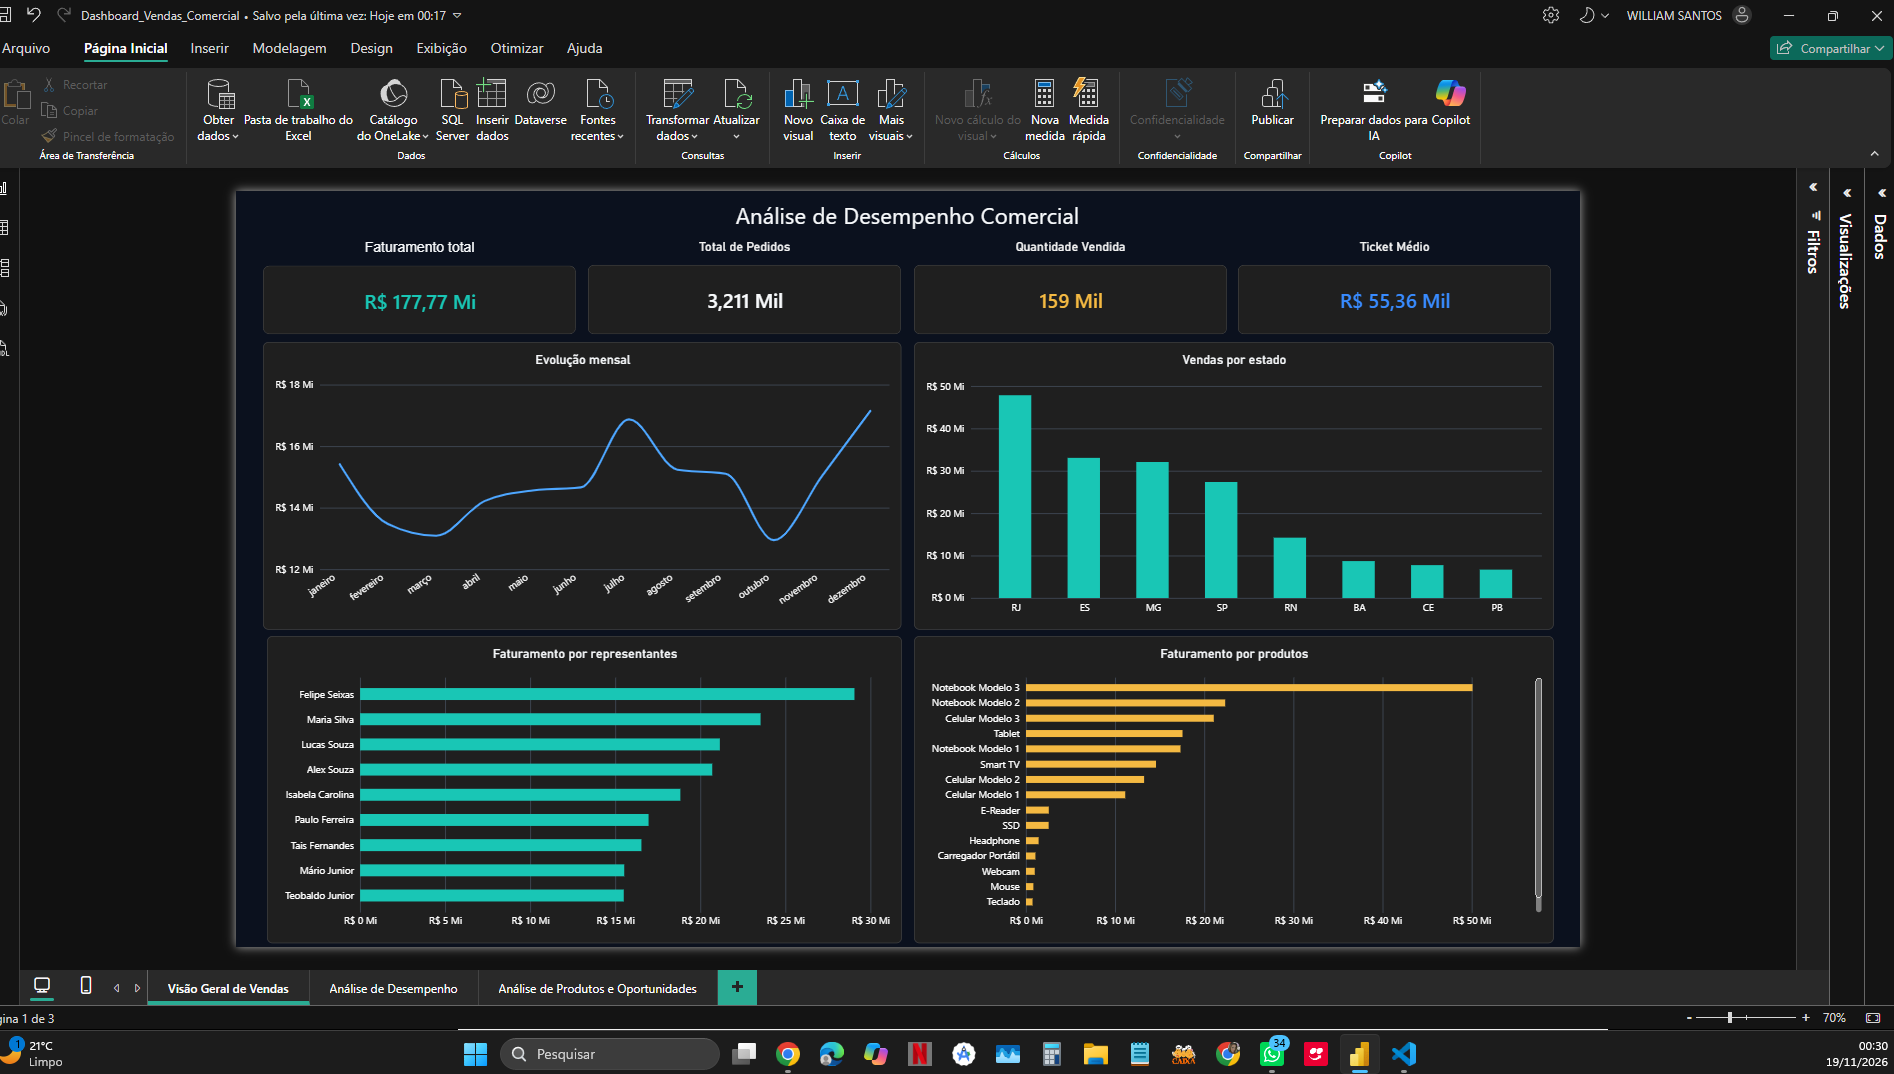 Dashboard_Vendas_Comercial • Salvo pela última vez: Hoje em 00:17
WILLIAM SANTOS
Arquivo Página Inicial Inserir Modelagem Design Exibição Otimizar Ajuda
Compartilhar
Colar
Recortar
Copiar
Pincel de formatação
Área de Transferência
Obter dados
Pasta de trabalho do Excel
Catálogo do OneLake
SQL Server
Inserir dados
Dataverse
Fontes recentes
Dados
Transformar dados
Atualizar
Consultas
Novo visual
Caixa de texto
Mais visuais
Inserir
Novo cálculo do visual
Nova medida
Medida rápida
Cálculos
Confidencialidade
Confidencialidade
Publicar
Compartilhar
Preparar dados para IA
Copilot
Copilot
Filtros
Visualizações
Dados
Análise de Desempenho Comercial
Faturamento total
R$ 177,77 Mi
Total de Pedidos
3,211 Mil
Quantidade Vendida
159 Mil
Ticket Médio
R$ 55,36 Mil
Evolução mensal
R$ 18 Mi
R$ 16 Mi
R$ 14 Mi
R$ 12 Mi
janeiro fevereiro março abril maio junho julho agosto setembro outubro novembro dezembro
Vendas por estado
R$ 50 Mi
R$ 40 Mi
R$ 30 Mi
R$ 20 Mi
R$ 10 Mi
R$ 0 Mi
RJ ES MG SP RN BA CE PB
Faturamento por representantes
Felipe Seixas
Maria Silva
Lucas Souza
Alex Souza
Isabela Carolina
Paulo Ferreira
Tais Fernandes
Mário Junior
Teobaldo Junior
R$ 0 Mi R$ 5 Mi R$ 10 Mi R$ 15 Mi R$ 20 Mi R$ 25 Mi R$ 30 Mi
Faturamento por produtos
Notebook Modelo 3
Notebook Modelo 2
Celular Modelo 3
Tablet
Notebook Modelo 1
Smart TV
Celular Modelo 2
Celular Modelo 1
E-Reader
SSD
Headphone
Carregador Portátil
Webcam
Mouse
Teclado
R$ 0 Mi R$ 10 Mi R$ 20 Mi R$ 30 Mi R$ 40 Mi R$ 50 Mi
Visão Geral de Vendas
Análise de Desempenho
Análise de Produtos e Oportunidades
+
gina 1 de 3
- + 70%
1
21°C
Limpo
Pesquisar
CAIXA
34
00:30
19/11/2026